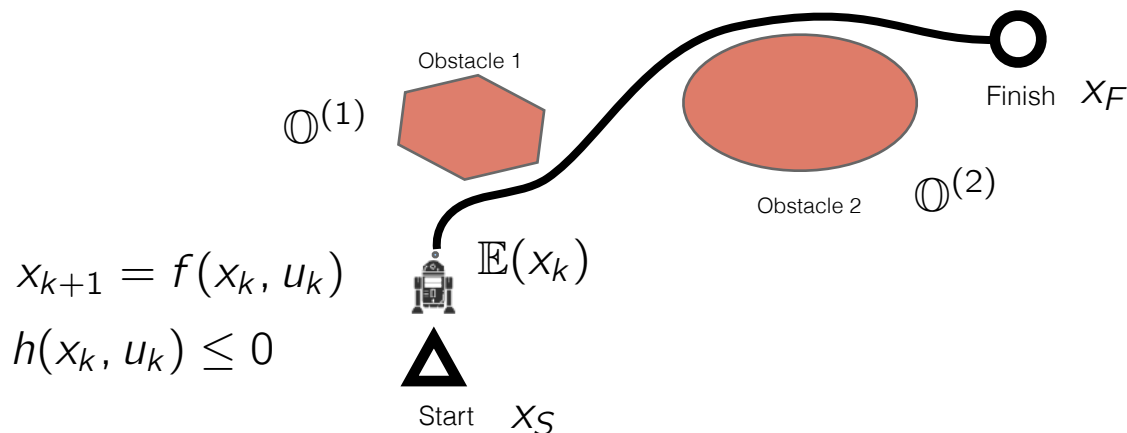 Obstacle 1
𝕆^{(1)}
Finish x_F
Obstacle 2 𝕆^{(2)}
𝔼(x_k)
x_{k+1} = f(x_k, u_k)
h(x_k, u_k) ≤ 0
Start x_S